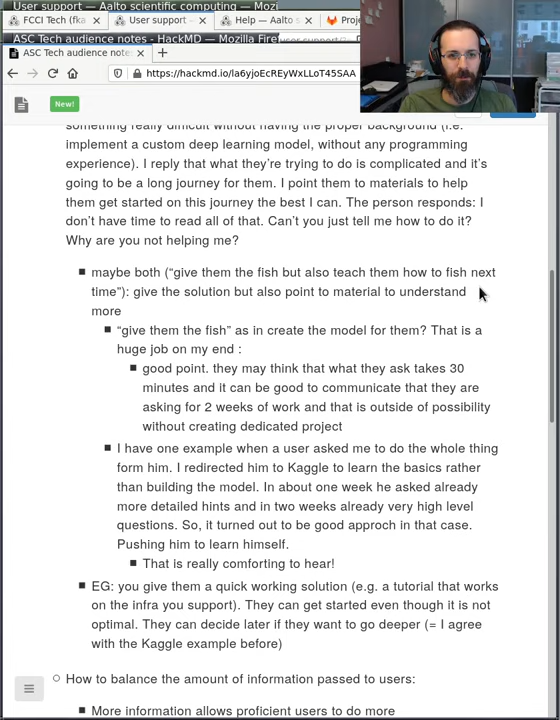 User support — Aalto scientific computing — Mozi
FCCI Tech (fka
User support —
Help — Aalto s
Proje
ASC Tech audience notes - HackMD — Mozilla Firef
ASC Tech audience note
https://hackmd.io/la6yjoEcREyWxLLoT45SAA
New!
something really difficult without having the proper background (i.e.
implement a custom deep learning model, without any programming
experience). I reply that what they're trying to do is complicated and it's
going to be a long journey for them. I point them to materials to help
them get started on this journey the best I can. The person responds: I
don't have time to read all of that. Can't you just tell me how to do it?
Why are you not helping me?
maybe both ("give them the fish but also teach them how to fish next
time"): give the solution but also point to material to understand
more
"give them the fish" as in create the model for them? That is a
huge job on my end :
good point. they may think that what they ask takes 30
minutes and it can be good to communicate that they are
asking for 2 weeks of work and that is outside of possibility
without creating dedicated project
I have one example when a user asked me to do the whole thing
form him. I redirected him to Kaggle to learn the basics rather
than building the model. In about one week he asked already
more detailed hints and in two weeks already very high level
questions. So, it turned out to be good approch in that case.
Pushing him to learn himself.
That is really comforting to hear!
EG: you give them a quick working solution (e.g. a tutorial that works
on the infra you support). They can get started even though it is not
optimal. They can decide later if they want to go deeper (= I agree
with the Kaggle example before)
How to balance the amount of information passed to users:
More information allows proficient users to do more